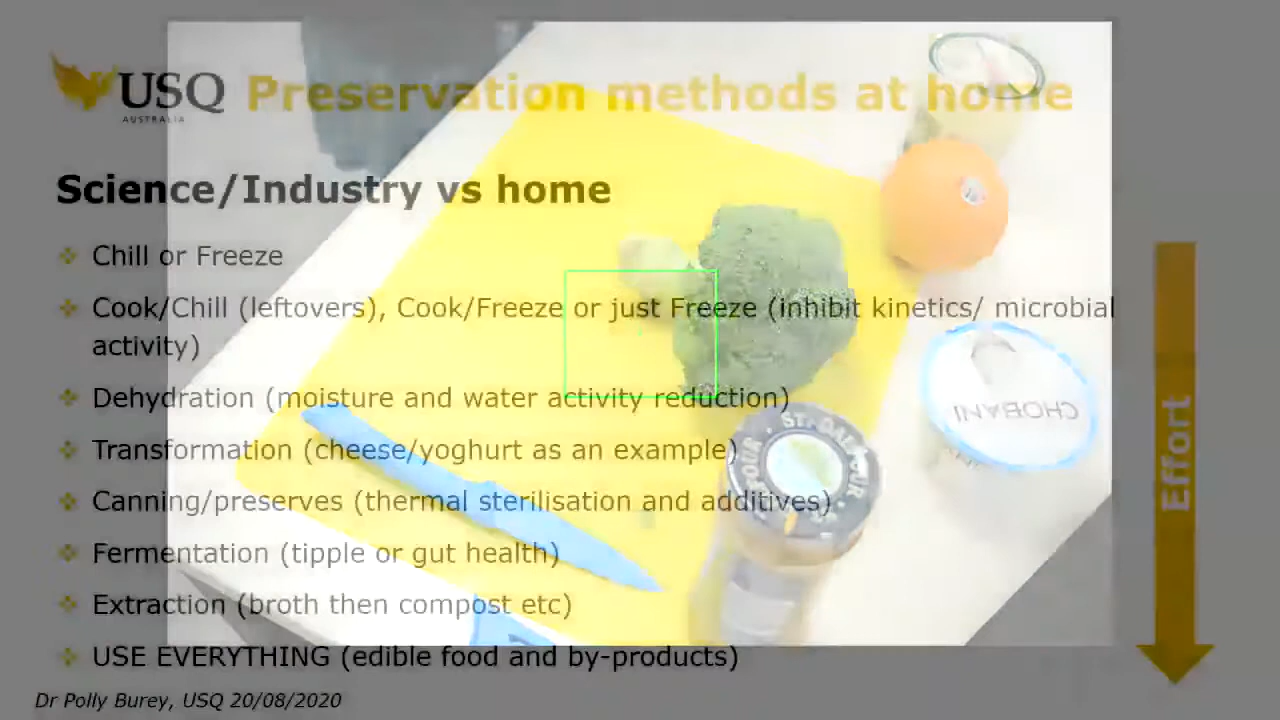 USQ
AUSTRALIA
Preservation methods at home
Science/Industry vs home
Chill or Freeze
Cook/Chill (leftovers), Cook/Freeze or just Freeze (inhibit kinetics/ microbial
activity)
Dehydration (moisture and water activity reduction)
Transformation (cheese/yoghurt as an example)
Canning/preserves (thermal sterilisation and additives)
Fermentation (tipple or gut health)
Extraction (broth then compost etc)
USE EVERYTHING (edible food and by-products)
Effort
CHOBANI
ST. DALFOUR
Dr Polly Burey, USQ 20/08/2020